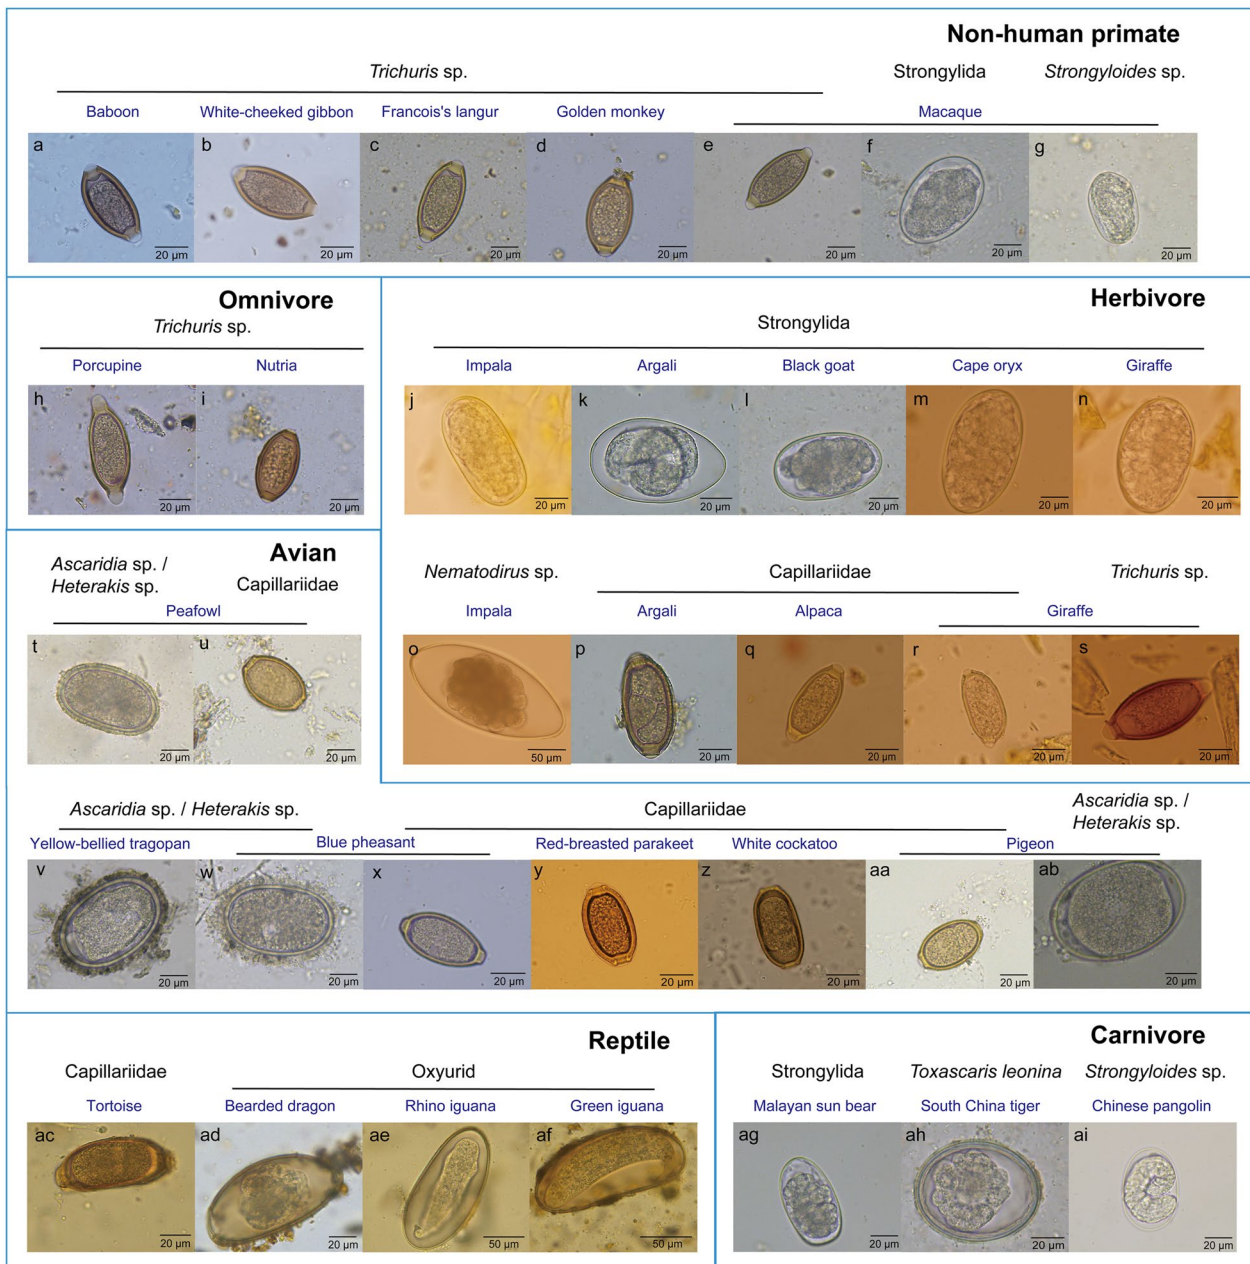 Non-human primate
Trichuris sp.
Strongylida
Strongyloides sp.
Baboon
White-cheeked gibbon
Francois's langur
Golden monkey
Macaque
a
b
c
d
e
f
g
20 μm
20 μm
20 μm
20 μm
20 μm
20 μm
20 μm
Omnivore
Trichuris sp.
Porcupine
Nutria
h
i
20 μm
20 μm
Herbivore
Strongylida
Impala
Argali
Black goat
Cape oryx
Giraffe
j
k
l
m
n
20 μm
20 μm
20 μm
20 μm
20 μm
Nematodirus sp.
Capillariidae
Trichuris sp.
Impala
Argali
Alpaca
Giraffe
o
p
q
r
s
50 μm
20 μm
20 μm
20 μm
20 μm
Avian
Ascaridia sp. /
Heterakis sp.
Capillariidae
Peafowl
t
u
20 μm
20 μm
Ascaridia sp. / Heterakis sp.
Capillariidae
Ascaridia sp. /
Heterakis sp.
Yellow-bellied tragopan
Blue pheasant
Red-breasted parakeet
White cockatoo
Pigeon
v
w
x
y
z
aa
ab
20 μm
20 μm
20 μm
20 μm
20 μm
20 μm
20 μm
Reptile
Capillariidae
Oxyurid
Tortoise
Bearded dragon
Rhino iguana
Green iguana
ac
ad
ae
af
20 μm
20 μm
50 μm
50 μm
Carnivore
Strongylida
Toxascaris leonina
Strongyloides sp.
Malayan sun bear
South China tiger
Chinese pangolin
ag
ah
ai
20 μm
20 μm
20 μm